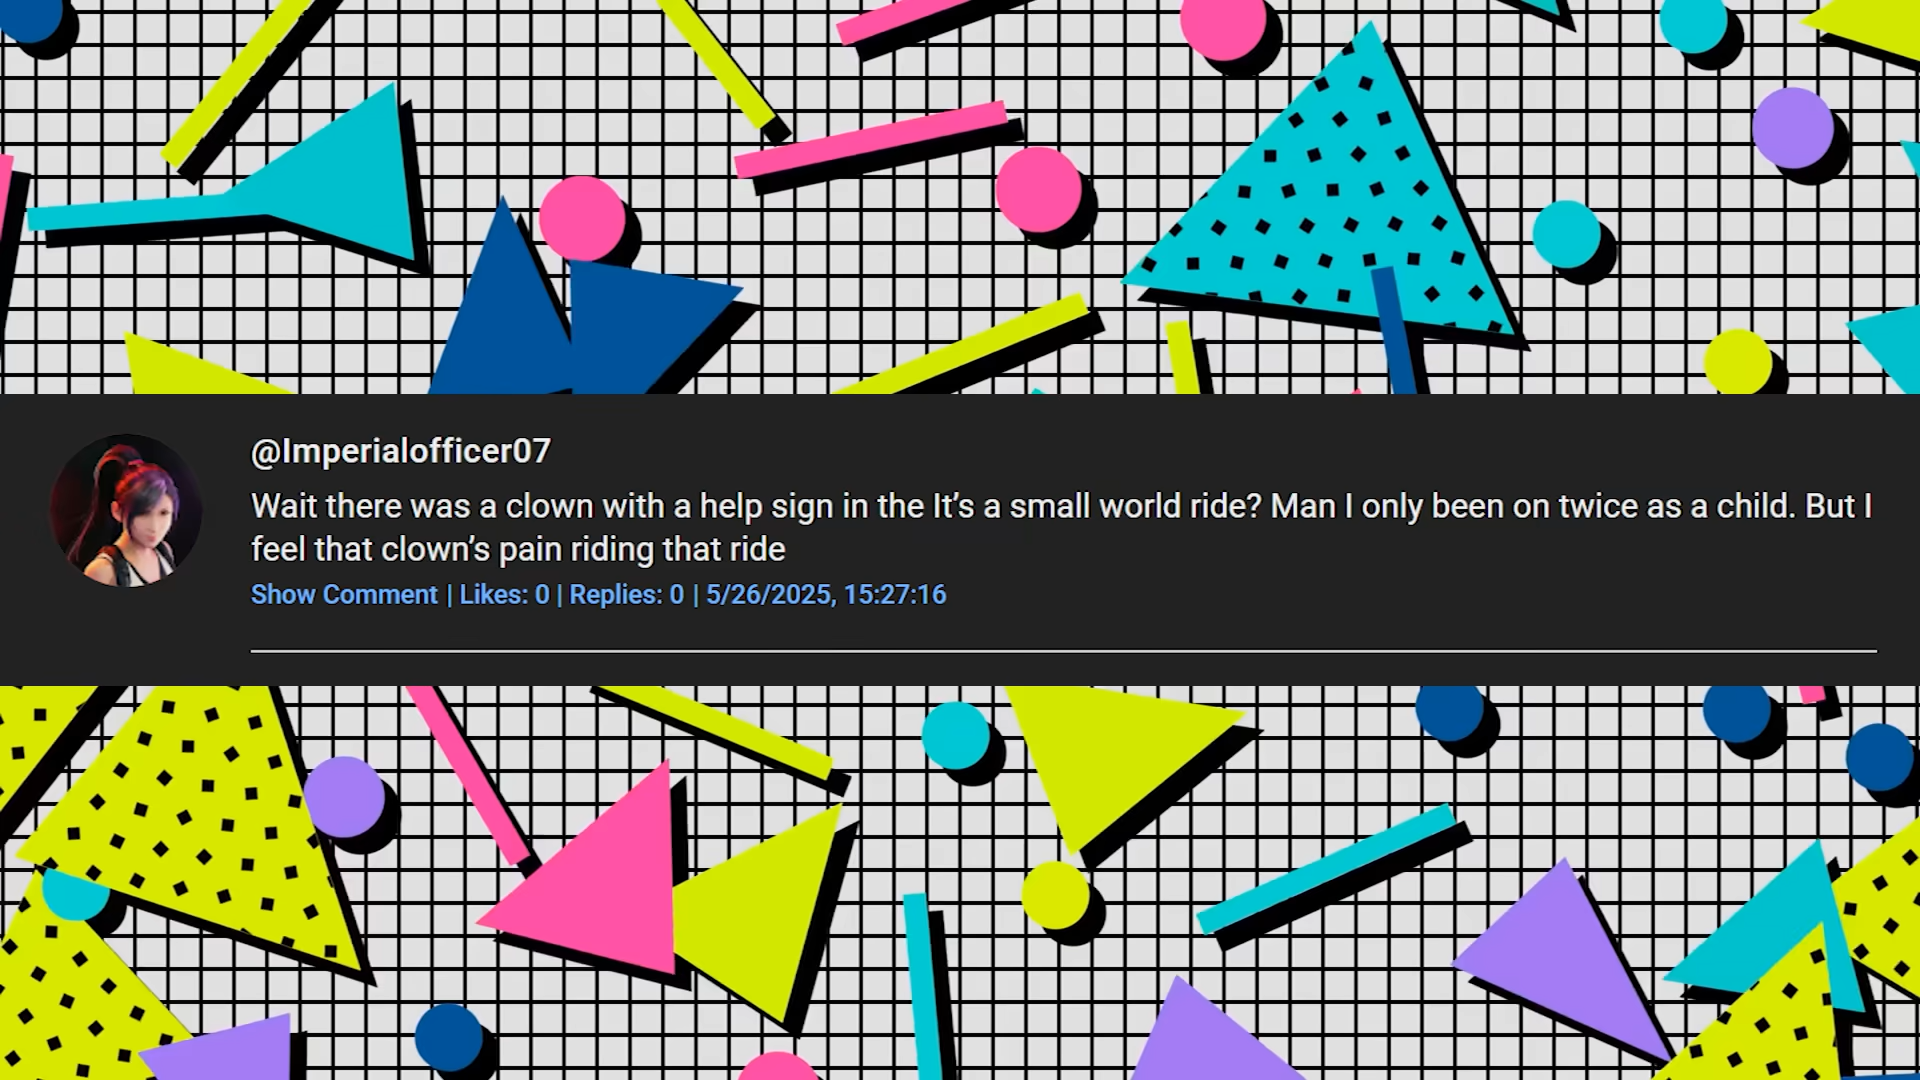 @Imperialofficer07
Wait there was a clown with a help sign in the It’s a small world ride? Man I only been on twice as a child. But I
feel that clown’s pain riding that ride
Show Comment | Likes: 0 | Replies: 0 | 5/26/2025, 15:27:16